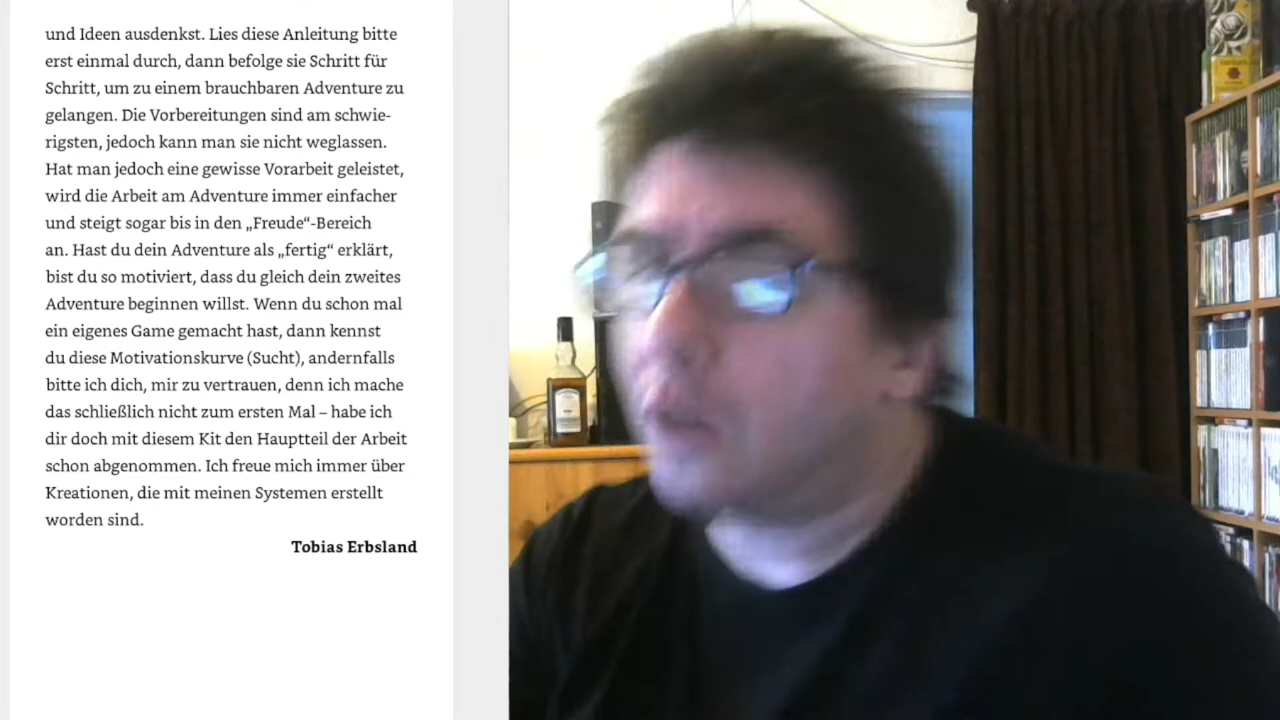 und Ideen ausdenkst. Lies diese Anleitung bitte
erst einmal durch, dann befolge sie Schritt für
Schritt, um zu einem brauchbaren Adventure zu
gelangen. Die Vorbereitungen sind am schwie-
rigsten, jedoch kann man sie nicht weglassen.
Hat man jedoch eine gewisse Vorarbeit geleistet,
wird die Arbeit am Adventure immer einfacher
und steigt sogar bis in den „Freude“-Bereich
an. Hast du dein Adventure als „fertig“ erklärt,
bist du so motiviert, dass du gleich dein zweites
Adventure beginnen willst. Wenn du schon mal
ein eigenes Game gemacht hast, dann kennst
du diese Motivationskurve (Sucht), andernfalls
bitte ich dich, mir zu vertrauen, denn ich mache
das schließlich nicht zum ersten Mal – habe ich
dir doch mit diesem Kit den Hauptteil der Arbeit
schon abgenommen. Ich freue mich immer über
Kreationen, die mit meinen Systemen erstellt
worden sind.
Tobias Erbsland